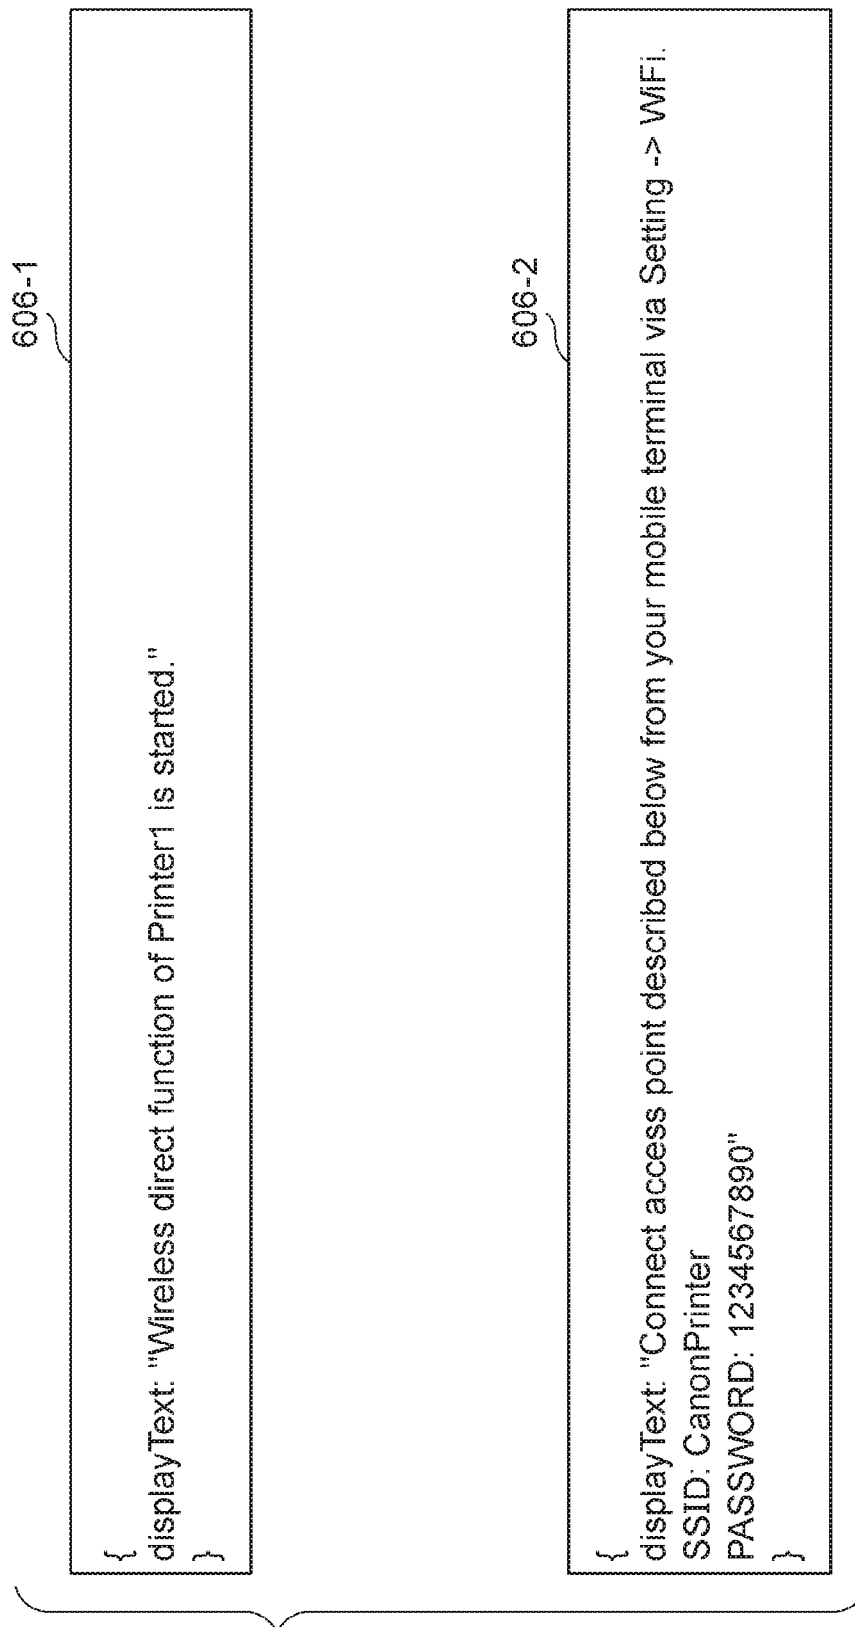 606-1
{
displayText: "Wireless direct function of Printer1 is started."
}
606-2
{
displayText: "Connect access point described below from your mobile terminal via Setting -> WiFi.
SSID: CanonPrinter
PASSWORD: 1234567890"
}